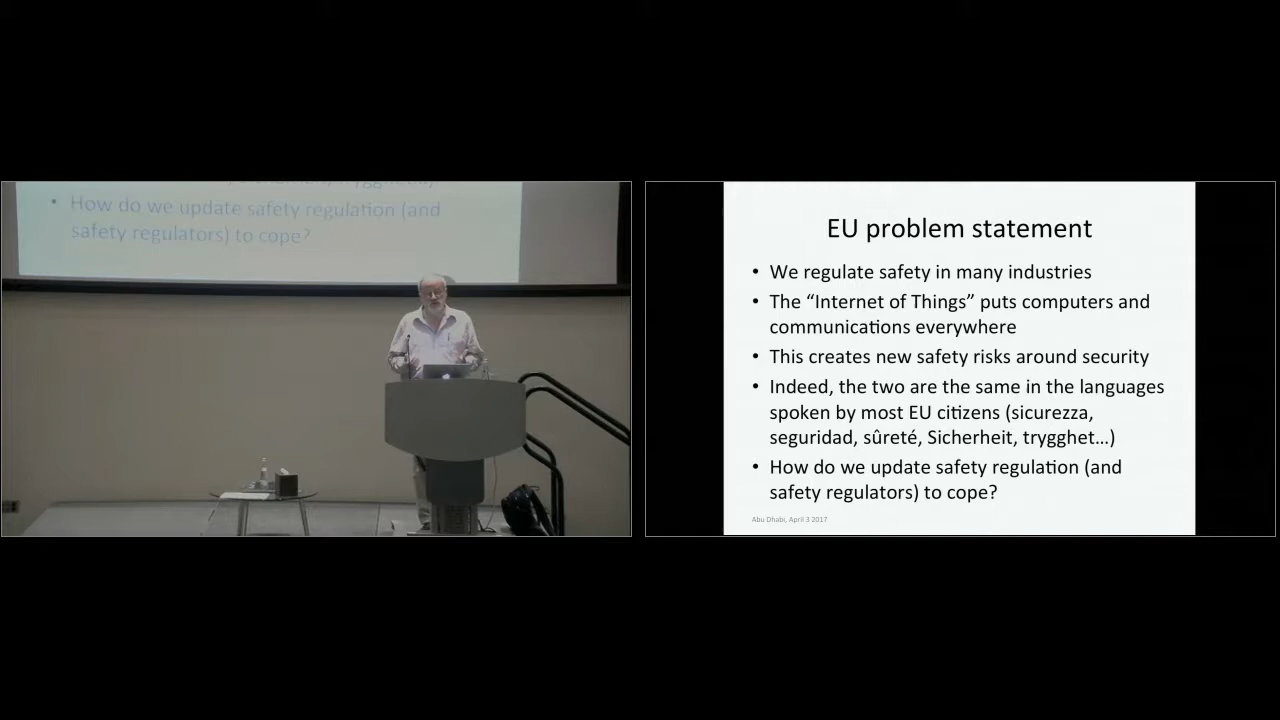 How do we update safety regulation (and
safety regulators) to cope?
EU problem statement
• We regulate safety in many industries
• The “Internet of Things” puts computers and
communications everywhere
• This creates new safety risks around security
• Indeed, the two are the same in the languages
spoken by most EU citizens (sicurezza,
seguridad, sûreté, Sicherheit, trygghet…)
• How do we update safety regulation (and
safety regulators) to cope?
Abu Dhabi, April 3 2017